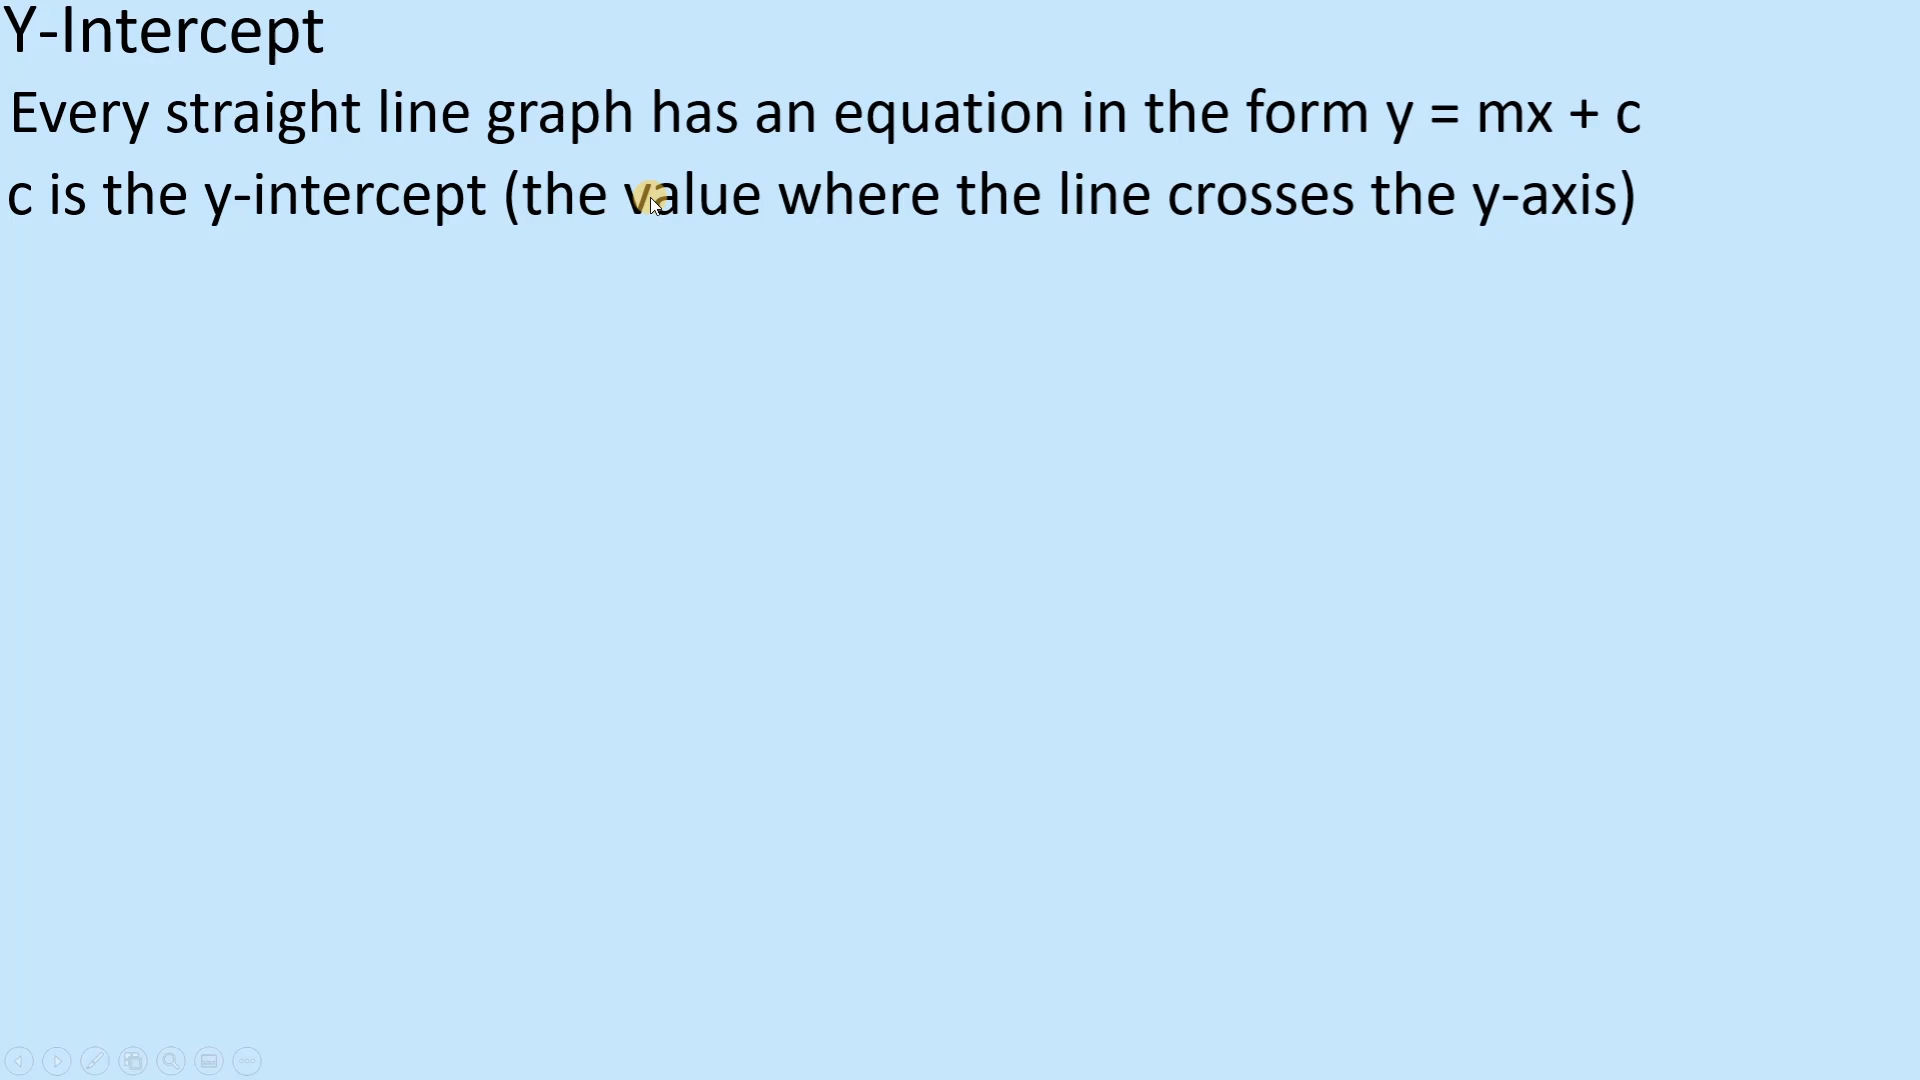 Y-Intercept
Every straight line graph has an equation in the form y = mx + c
c is the y-intercept (the value where the line crosses the y-axis)